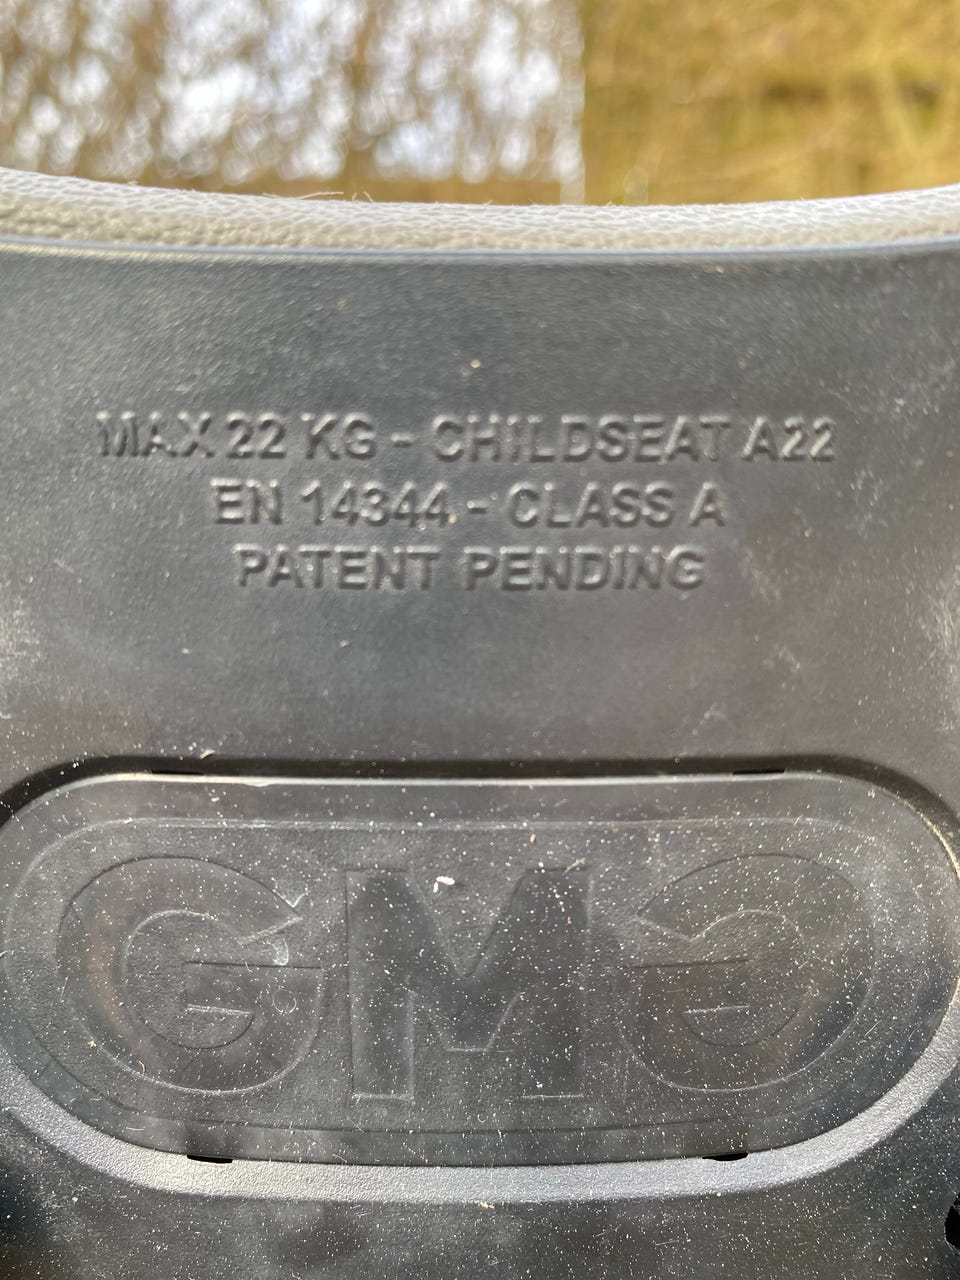 MAX 22 KG - CHILDSEAT A22
EN 14344 - CLASS A
PATENT PENDING
GMG